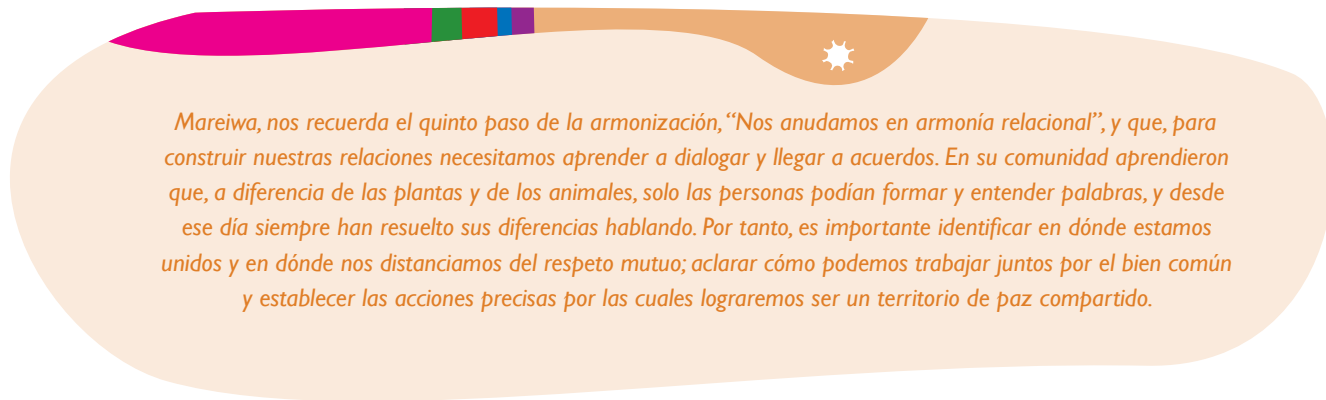 Mareiwa, nos recuerda el quinto paso de la armonización, “Nos anudamos en armonía relacional”, y que, para
construir nuestras relaciones necesitamos aprender a dialogar y llegar a acuerdos. En su comunidad aprendieron
que, a diferencia de las plantas y de los animales, solo las personas podían formar y entender palabras, y desde
ese día siempre han resuelto sus diferencias hablando. Por tanto, es importante identificar en dónde estamos
unidos y en dónde nos distanciamos del respeto mutuo; aclarar cómo podemos trabajar juntos por el bien común
y establecer las acciones precisas por las cuales lograremos ser un territorio de paz compartido.